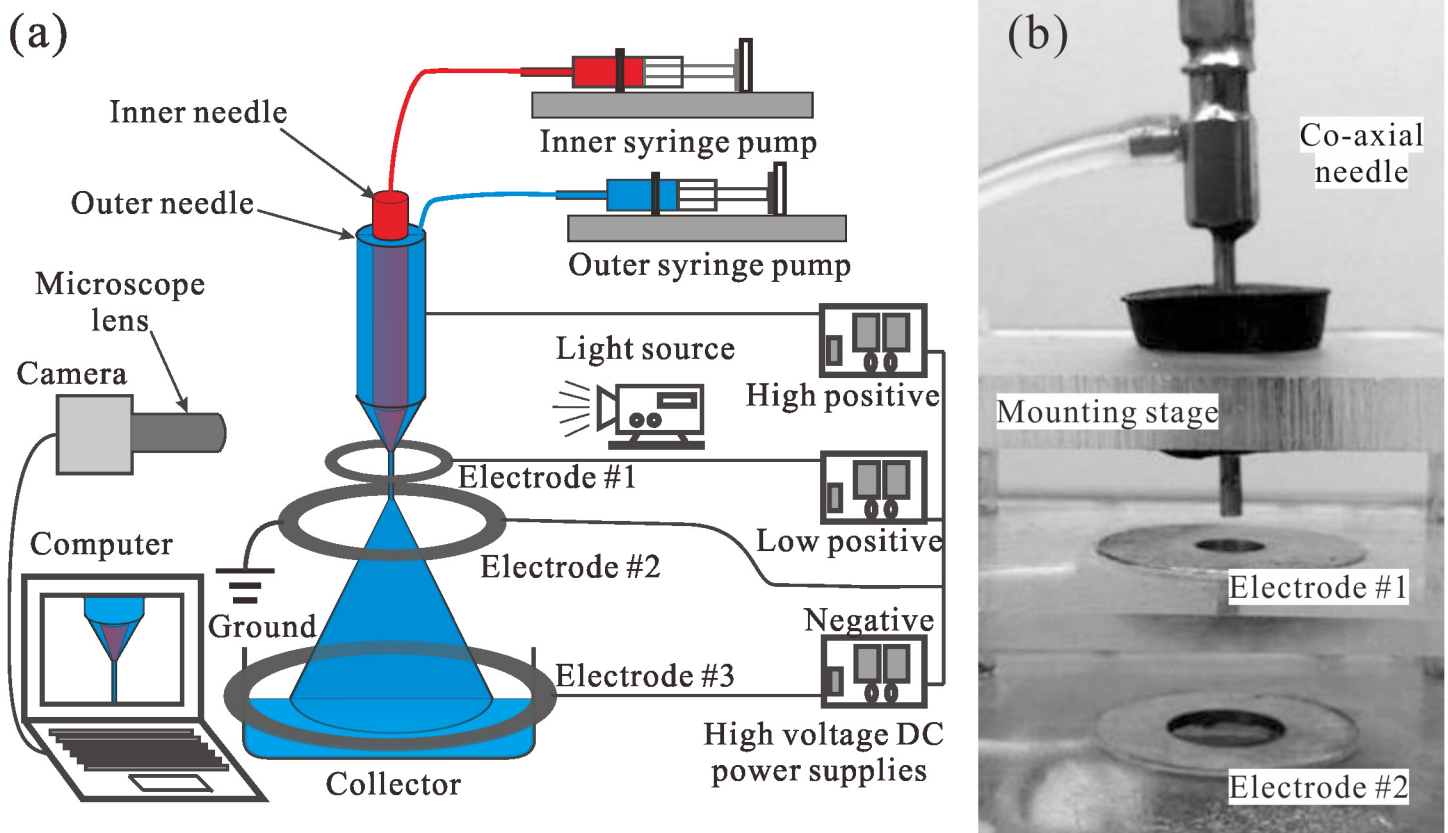 (a)
Inner needle
Inner syringe pump
Outer needle
Outer syringe pump
Microscope
lens
Light source
Camera
High positive
Electrode #1
Low positive
Computer
Electrode #2
Ground
Negative
Electrode #3
High voltage DC
power supplies
Collector
(b)
Co-axial
needle
Mounting stage
Electrode #1
Electrode #2